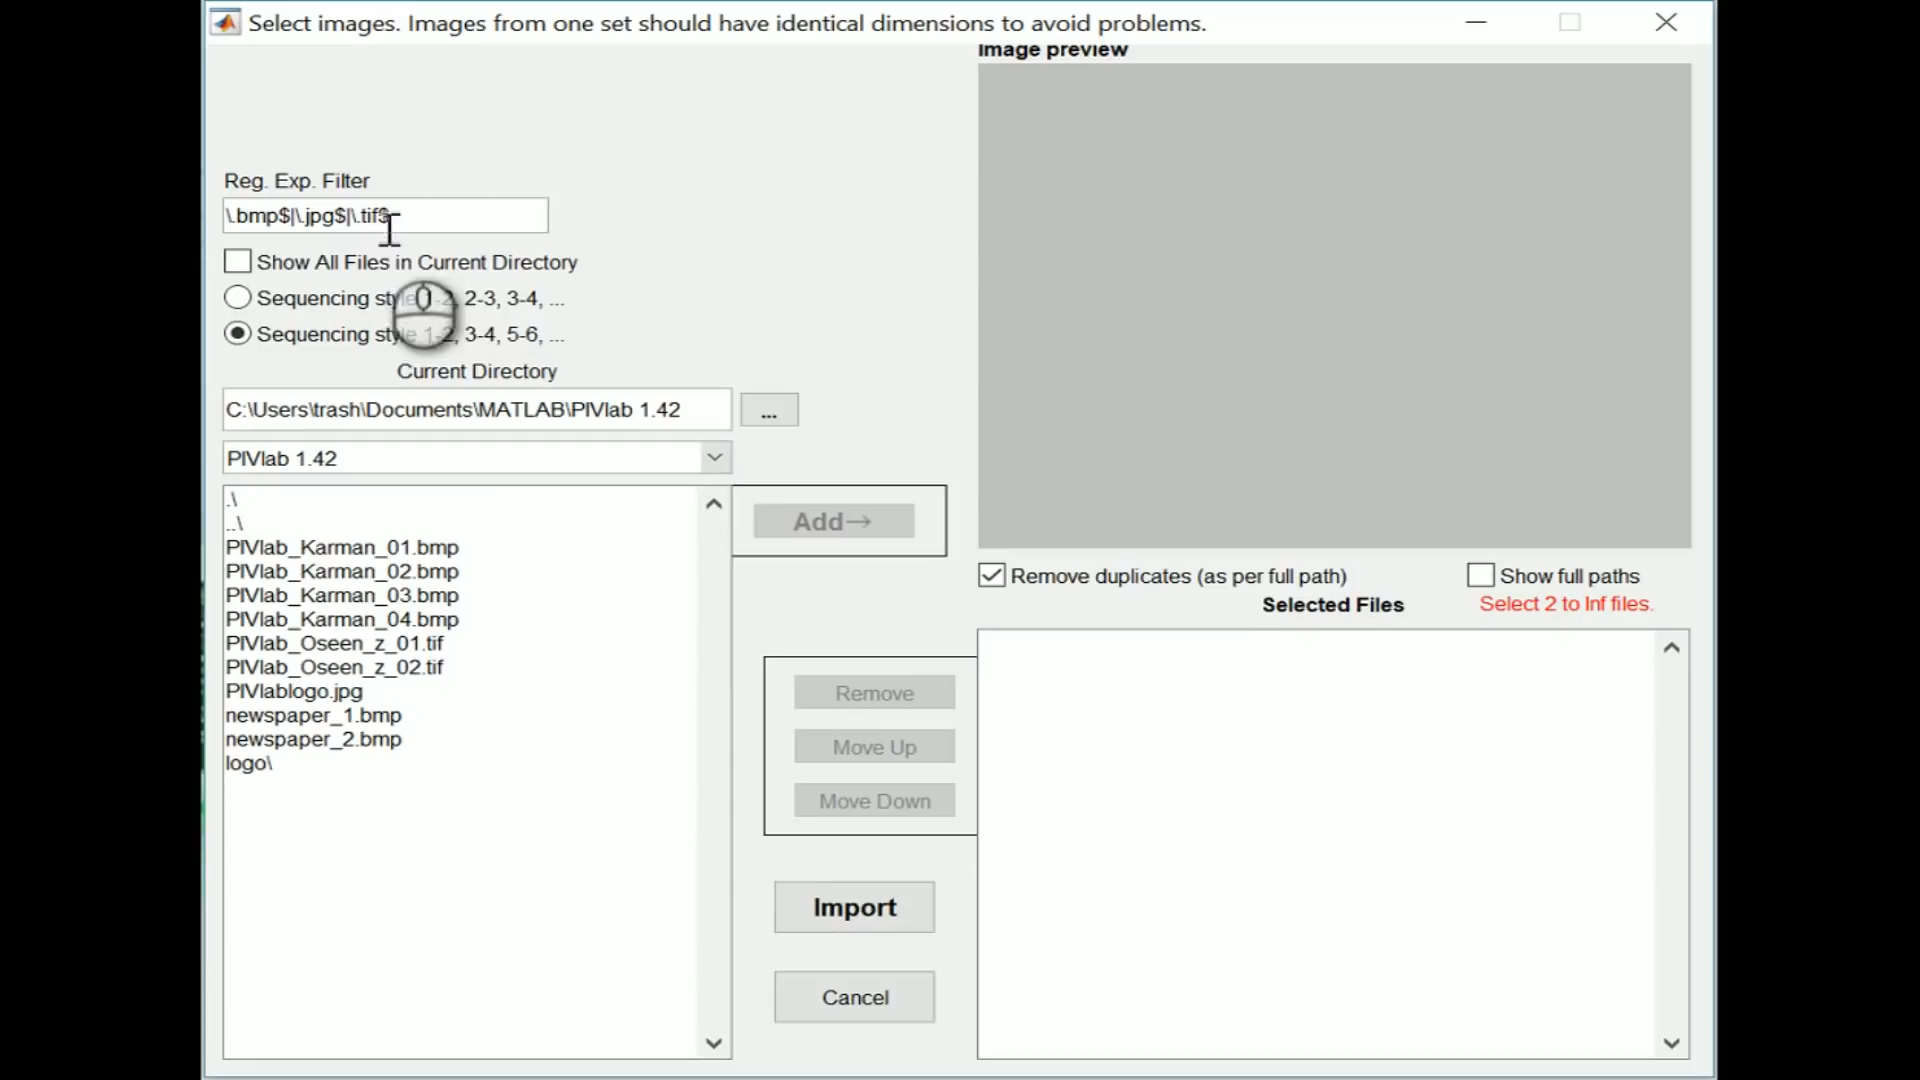 Select images. Images from one set should have identical dimensions to avoid problems.
Image preview
Reg. Exp. Filter
\.bmp$|\.jpg$|\.tif$
Show All Files in Current Directory
Sequencing style 1-2, 2-3, 3-4, ...
Sequencing style 1-2, 3-4, 5-6, ...
Current Directory
C:\Users\trash\Documents\MATLAB\PIVlab 1.42
...
PIVlab 1.42
.\
..\
PIVlab_Karman_01.bmp
PIVlab_Karman_02.bmp
PIVlab_Karman_03.bmp
PIVlab_Karman_04.bmp
PIVlab_Oseen_z_01.tif
PIVlab_Oseen_z_02.tif
PIVlablogo.jpg
newspaper_1.bmp
newspaper_2.bmp
logo\
Add→
Remove duplicates (as per full path)
Show full paths
Selected Files
Select 2 to Inf files.
Remove
Move Up
Move Down
Import
Cancel